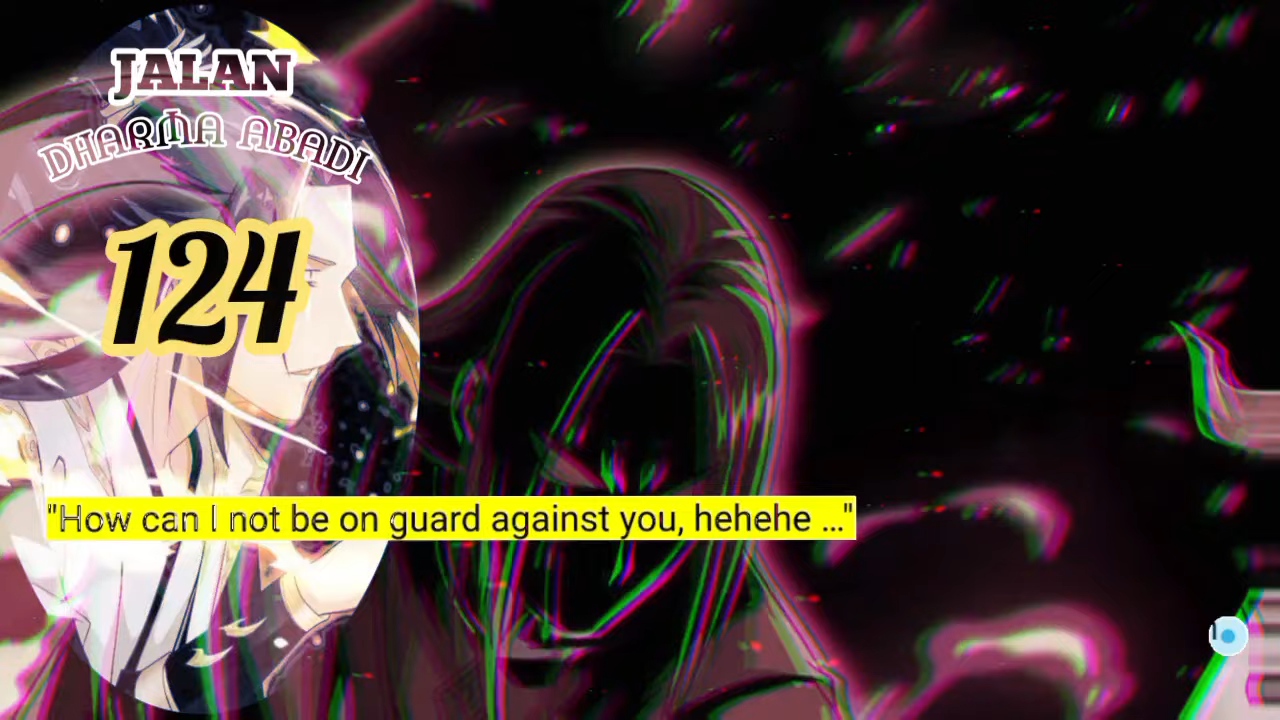 JALAN
DHARMA ABADI
124
"How can I not be on guard against you, hehehe ..."